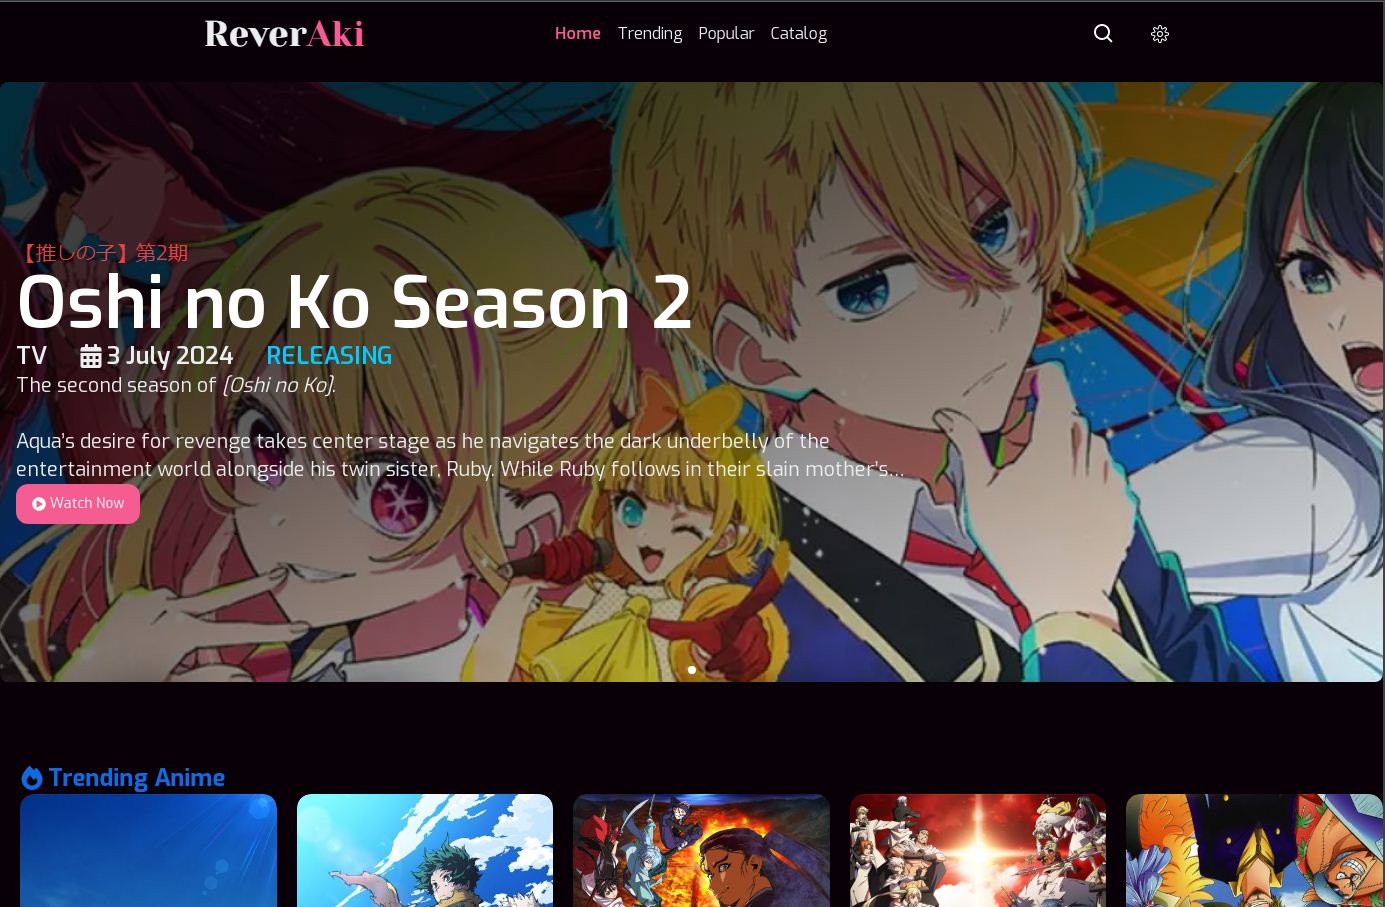 ReverAki
Home Trending Popular Catalog
【推しの子】第2期
Oshi no Ko Season 2
TV 3 July 2024 RELEASING
The second season of [Oshi no Ko].
Aqua’s desire for revenge takes center stage as he navigates the dark underbelly of the
entertainment world alongside his twin sister, Ruby. While Ruby follows in their slain mother’s…
Watch Now
Trending Anime